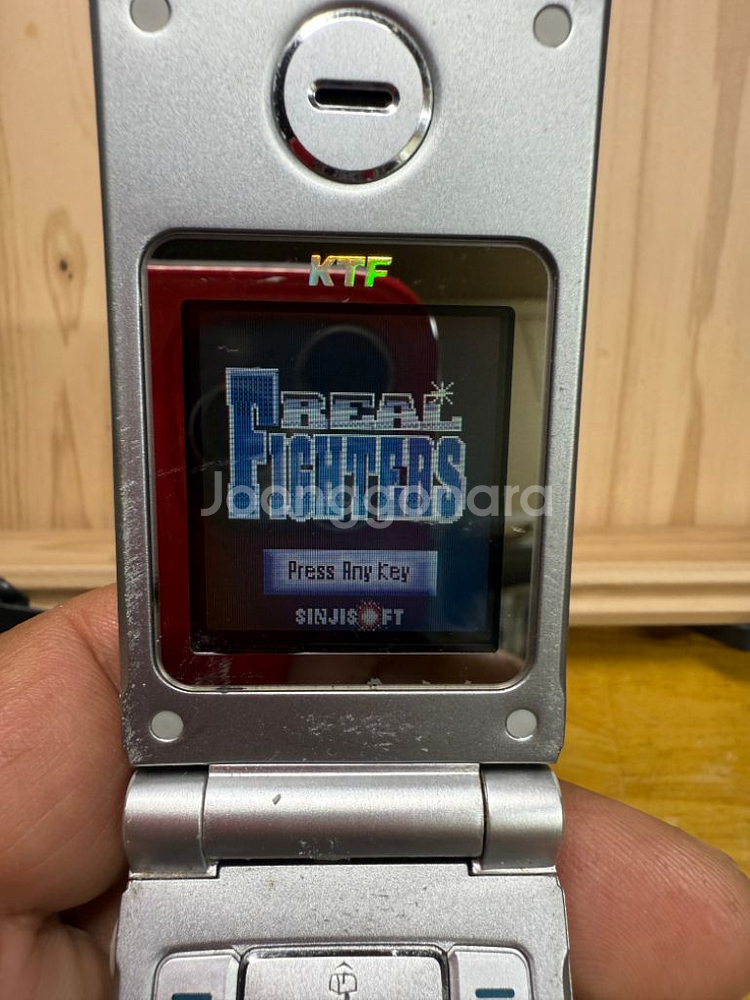 KTF
REAL
FIGHTERS
Joonggonara
Press Any Key
SINJISOFT